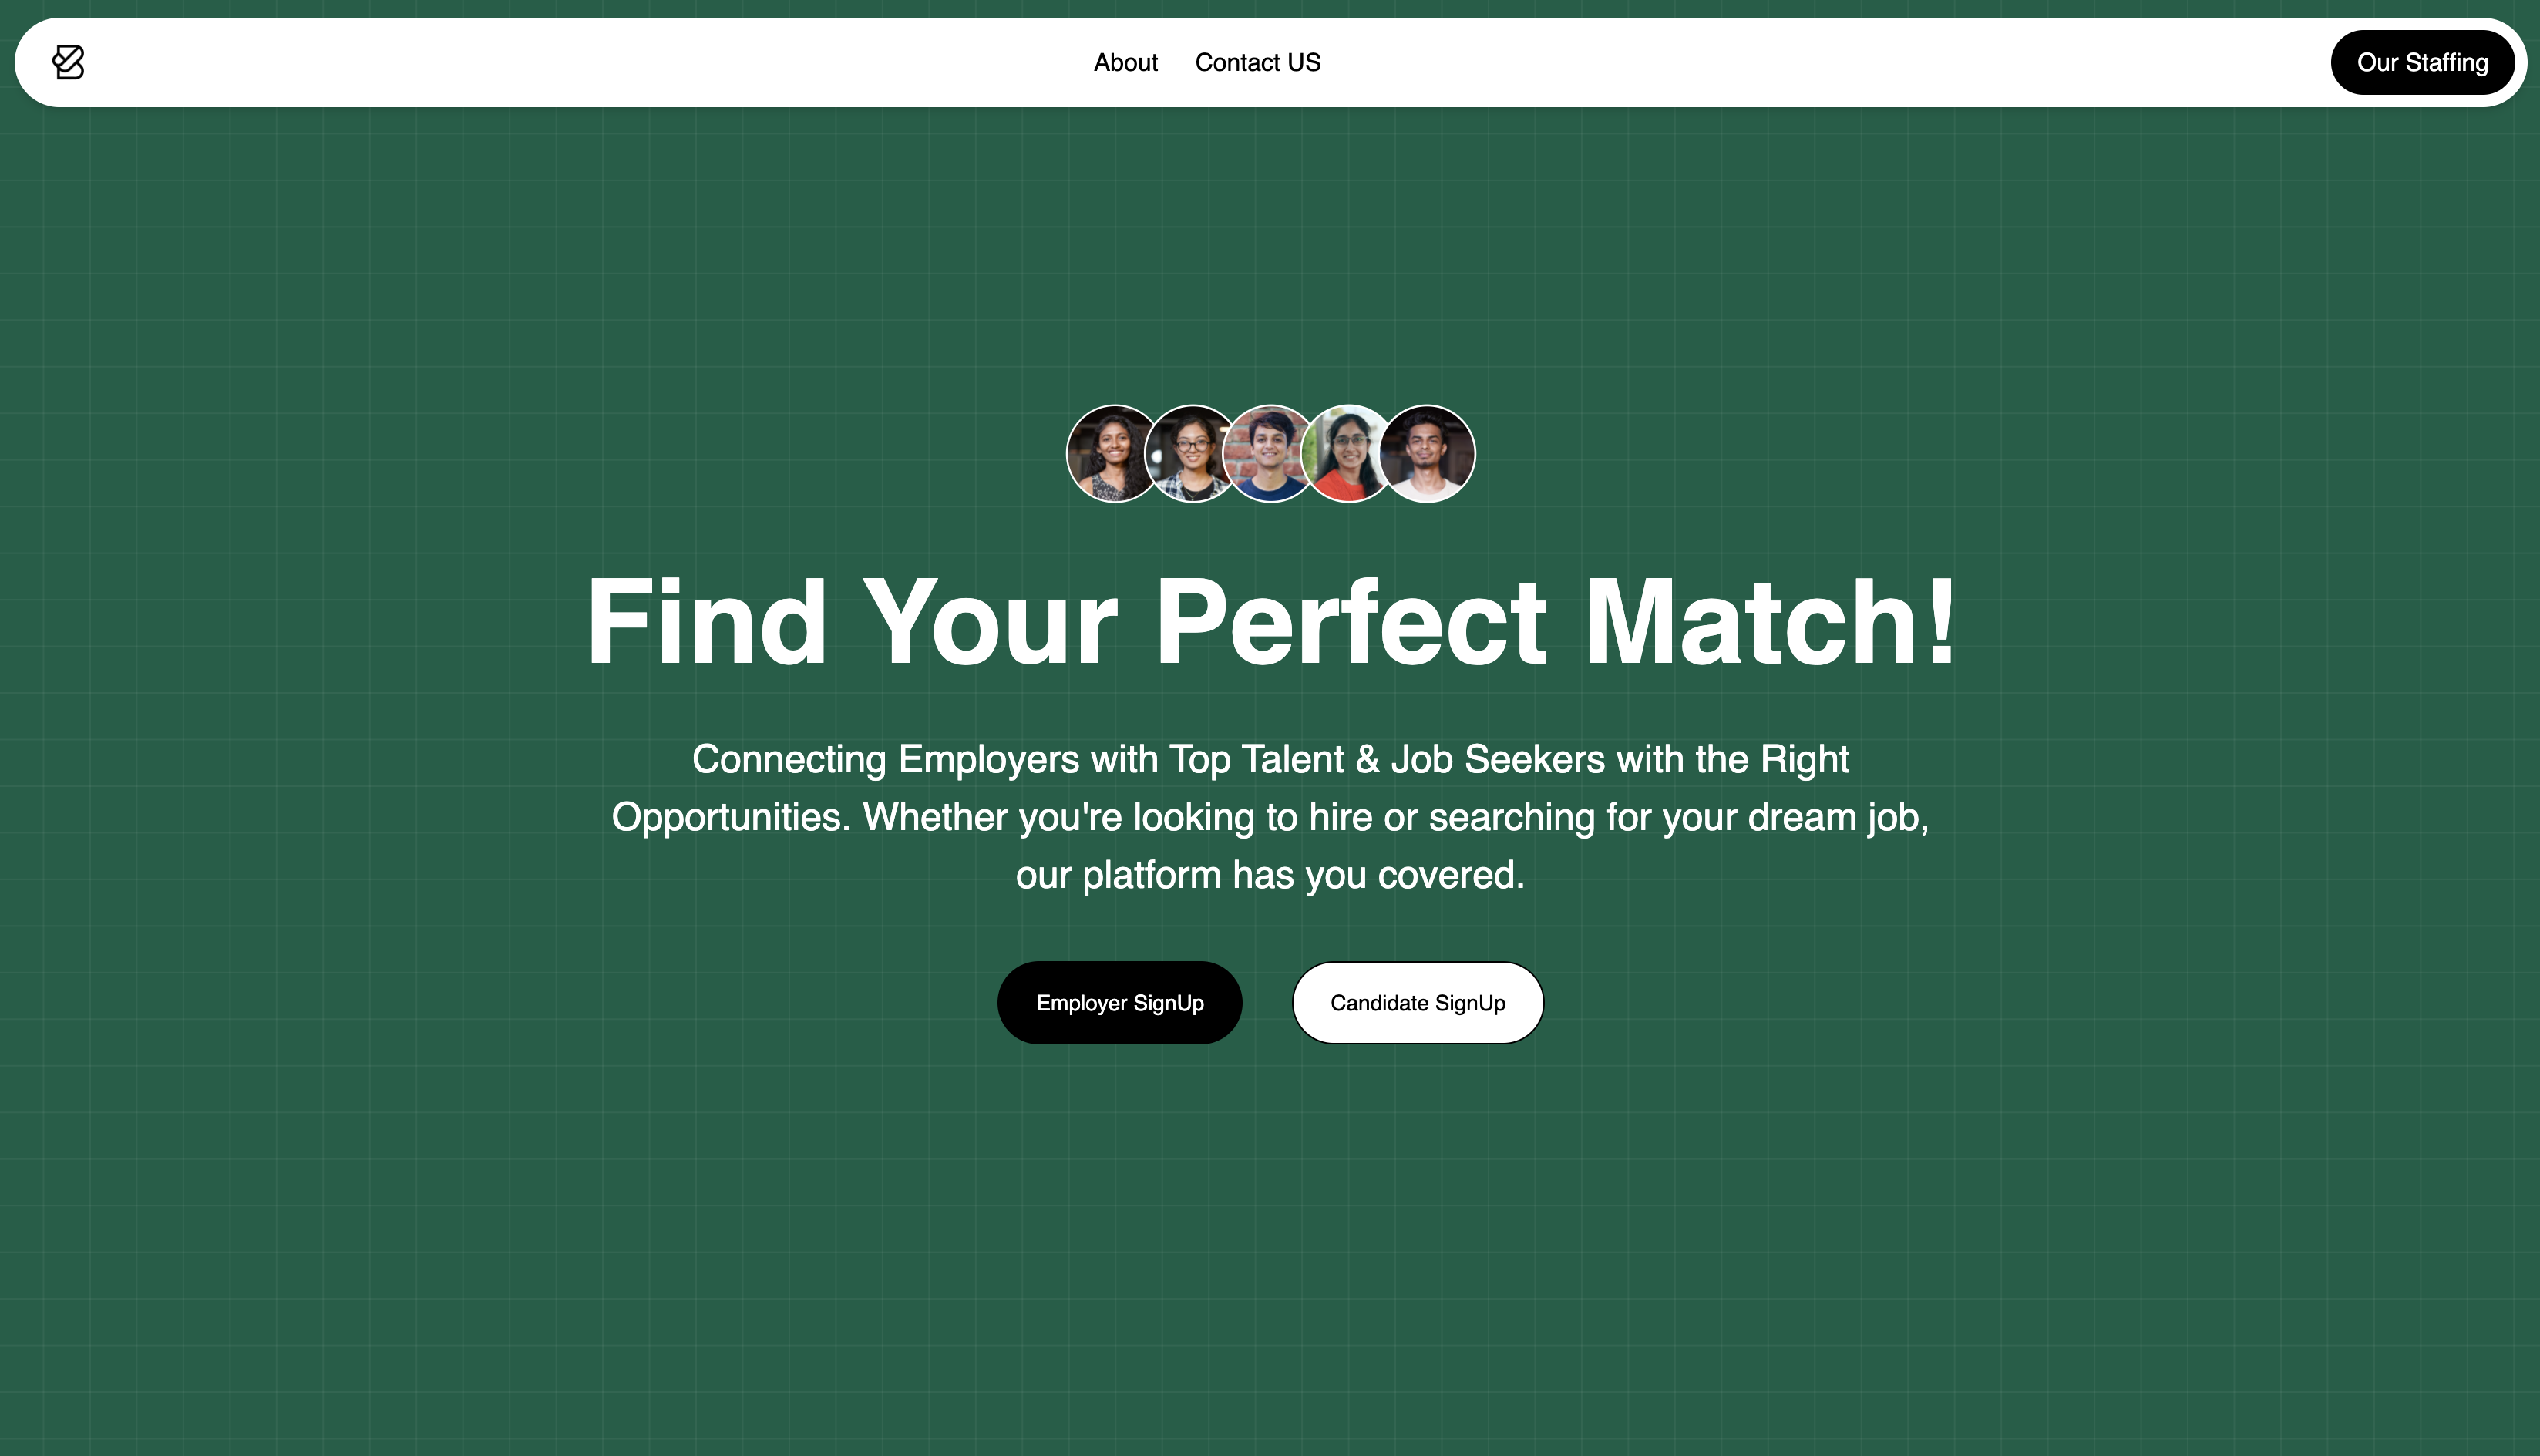 About Contact US Our Staffing
Find Your Perfect Match!
Connecting Employers with Top Talent & Job Seekers with the Right
Opportunities. Whether you're looking to hire or searching for your dream job,
our platform has you covered.
Employer SignUp Candidate SignUp